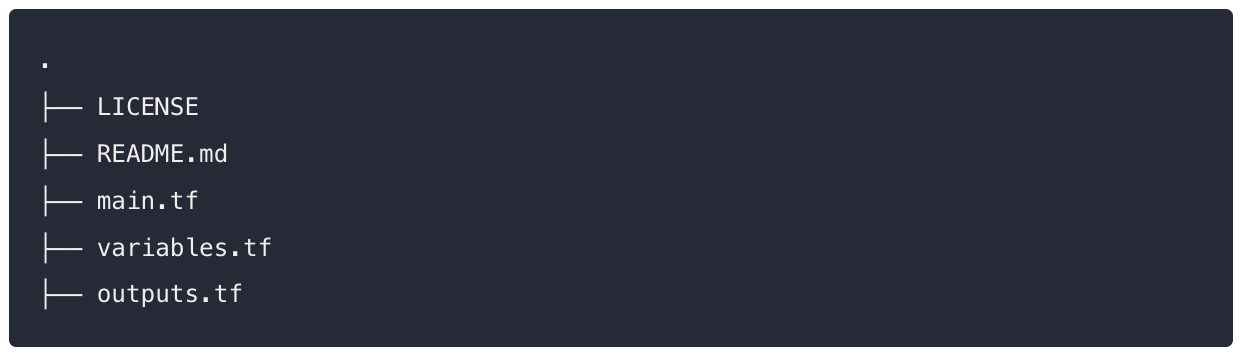 .
├── LICENSE
├── README.md
├── main.tf
├── variables.tf
├── outputs.tf